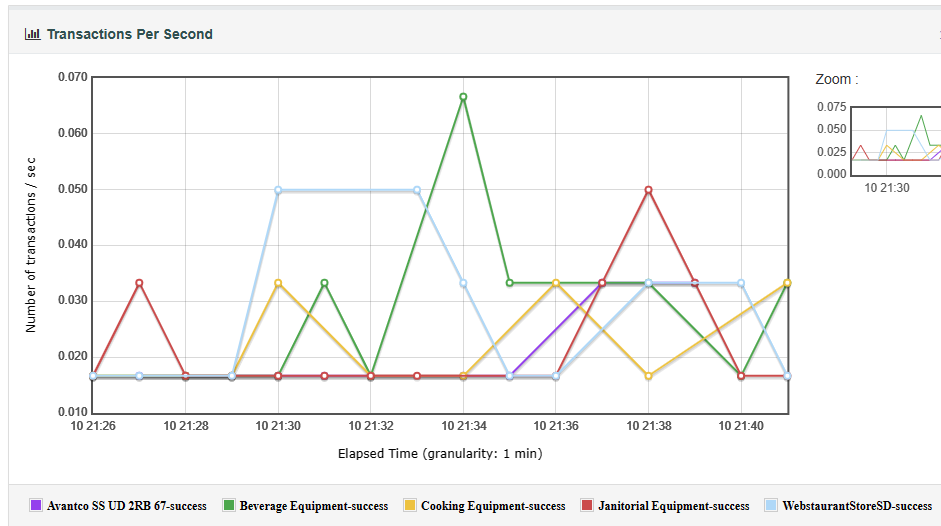 Transactions Per Second
Zoom :
0.070
0.060
0.050
0.040
0.030
0.020
0.010
Number of transactions / sec
10 21:26
10 21:28
10 21:30
10 21:32
10 21:34
10 21:36
10 21:38
10 21:40
Elapsed Time (granularity: 1 min)
0.075
0.050
0.025
0.000
10 21:30
Avantco SS UD 2RB 67-success
Beverage Equipment-success
Cooking Equipment-success
Janitorial Equipment-success
WebstaurantStoreSD-success